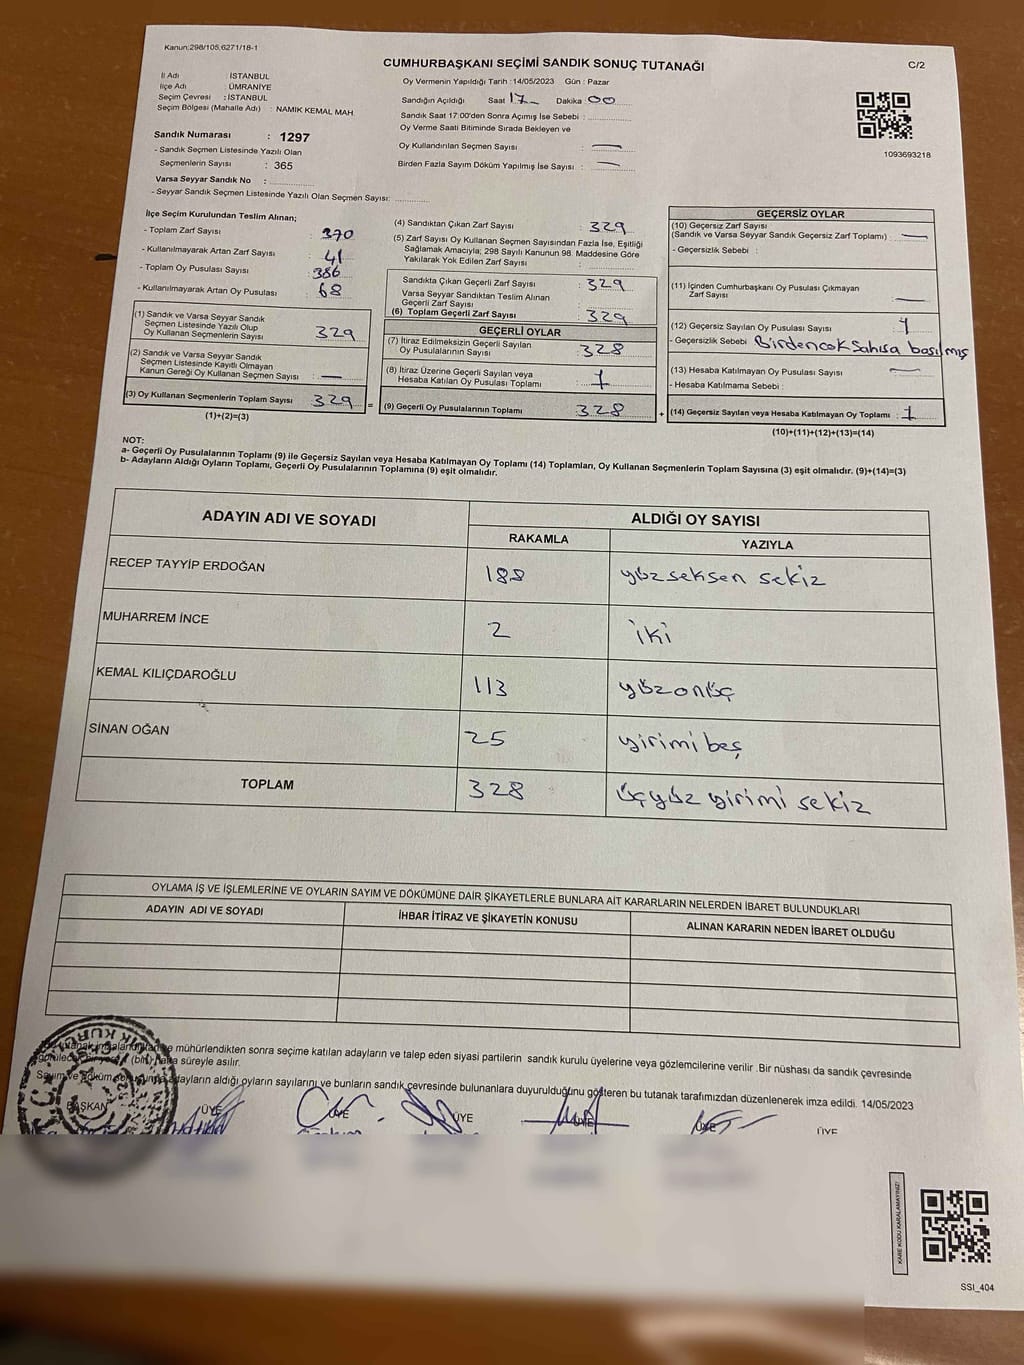 Kanun:298/105,6271/18-1
CUMHURBAŞKANI SEÇİMİ SANDIK SONUÇ TUTANAĞI
C/2
İl Adı : İSTANBUL
İlçe Adı : ÜMRANİYE
Seçim Çevresi : İSTANBUL
Seçim Bölgesi (Mahalle Adı) : NAMIK KEMAL MAH.
Sandık Numarası : 1297
- Sandık Seçmen Listesinde Yazılı Olan
Seçmenlerin Sayısı : 365
Varsa Seyyar Sandık No :
- Seyyar Sandık Seçmen Listesinde Yazılı Olan Seçmen Sayısı:
Oy Vermenin Yapıldığı Tarih :14/05/2023 Gün : Pazar
Sandığın Açıldığı Saat 17 Dakika :00
Sandık Saat 17:00'den Sonra Açımış İse Sebebi :
Oy Verme Saati Bitiminde Sırada Bekleyen ve
Oy Kullandırılan Seçmen Sayısı : —
Birden Fazla Sayım Döküm Yapılmış İse Sayısı : —
1093693218
İlçe Seçim Kurulundan Teslim Alınan;
- Toplam Zarf Sayısı : 370
- Kullanılmayarak Artan Zarf Sayısı : 41
- Toplam Oy Pusulası Sayısı : 386
- Kullanılmayarak Artan Oy Pusulası : 68
(1) Sandık ve Varsa Seyyar Sandık
Seçmen Listesinde Yazılı Olup
Oy Kullanan Seçmenlerin Sayısı : 329
(2) Sandık ve Varsa Seyyar Sandık
Seçmen Listesinde Kayıtlı Olmayan
Kanun Gereği Oy Kullanan Seçmen Sayısı : —
(3) Oy Kullanan Seçmenlerin Toplam Sayısı : 329
(1)+(2)=(3)
=
(4) Sandıktan Çıkan Zarf Sayısı : 329
(5) Zarf Sayısı Oy Kullanan Seçmen Sayısından Fazla İse, Eşitliği
Sağlamak Amacıyla; 298 Sayılı Kanunun 98. Maddesine Göre
Yakılarak Yok Edilen Zarf Sayısı :
Sandıkta Çıkan Geçerli Zarf Sayısı : 329
Varsa Seyyar Sandıktan Teslim Alınan
Geçerli Zarf Sayısı :
(6) Toplam Geçerli Zarf Sayısı : 329
GEÇERLİ OYLAR
(7) İtiraz Edilmeksizin Geçerli Sayılan
Oy Pusulalarının Sayısı : 328
(8) İtiraz Üzerine Geçerli Sayılan veya
Hesaba Katılan Oy Pusulası Toplamı :
(9) Geçerli Oy Pusulalarının Toplamı : 328
+
GEÇERSİZ OYLAR
(10) Geçersiz Zarf Sayısı
(Sandık ve Varsa Seyyar Sandık Geçersiz Zarf Toplamı) : —
- Geçersizlik Sebebi :
(11) İçinden Cumhurbaşkanı Oy Pusulası Çıkmayan
Zarf Sayısı : —
(12) Geçersiz Sayılan Oy Pusulası Sayısı : 1
- Geçersizlik Sebebi Birdencok Sahısa basılmış
(13) Hesaba Katılmayan Oy Pusulası Sayısı : —
- Hesaba Katılmama Sebebi :
(14) Geçersiz Sayılan veya Hesaba Katılmayan Oy Toplamı : 1
(10)+(11)+(12)+(13)=(14)
NOT:
a- Geçerli Oy Pusulalarının Toplamı (9) ile Geçersiz Sayılan veya Hesaba Katılmayan Oy Toplamı (14) Toplamları, Oy Kullanan Seçmenlerin Toplam Sayısına (3) eşit olmalıdır. (9)+(14)=(3)
b- Adayların Aldığı Oyların Toplamı, Geçerli Oy Pusulalarının Toplamına (9) eşit olmalıdır.
ADAYIN ADI VE SOYADI
ALDIĞI OY SAYISI
RAKAMLA YAZIYLA
RECEP TAYYİP ERDOĞAN 188 yüzseksen sekiz
MUHARREM İNCE 2 iki
KEMAL KILIÇDAROĞLU 113 yüzonüç
SİNAN OĞAN 25 yirimi beş
TOPLAM 328 üçyüz yirimi sekiz
OYLAMA İŞ VE İŞLEMLERİNE VE OYLARIN SAYIM VE DÖKÜMÜNE DAİR ŞİKAYETLERLE BUNLARA AİT KARARLARIN NELERDEN İBARET BULUNDUKLARI
ADAYIN ADI VE SOYADI İHBAR İTİRAZ VE ŞİKAYETİN KONUSU ALINAN KARARIN NEDEN İBARET OLDUĞU
mühürlendikten sonra seçime katılan adayların ve talep eden siyasi partilerin sandık kurulu üyelerine veya gözlemcilerine verilir .Bir nüshası da sandık çevresinde
(bir) hafta süreyle asılır.
Sayım ve döküm adayların aldığı oyların sayılarını ve bunların sandık çevresinde bulunanlara duyurulduğunu gösteren bu tutanak tarafımızdan düzenlenerek imza edildi. 14/05/2023
BAŞKAN ÜYE ÜYE ÜYE ÜYE ÜYE ÜYE
KARE KODU KARALAMAYINIZ!
SSI_404